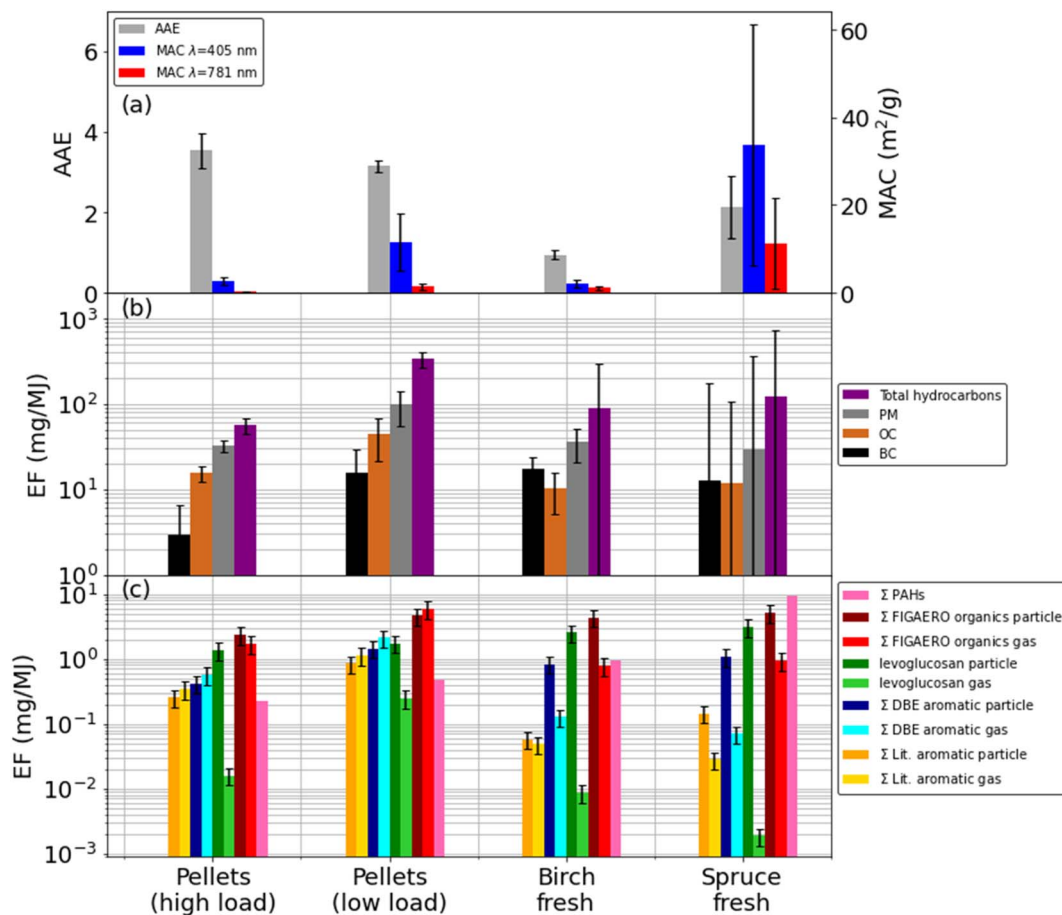 AAE
MAC λ=405 nm
MAC λ=781 nm
(a)
6
4
2
0
AAE
60
40
20
0
MAC (m²/g)
(b)
10³
10²
10¹
10⁰
EF (mg/MJ)
Total hydrocarbons
PM
OC
BC
(c)
10¹
10⁰
10⁻¹
10⁻²
10⁻³
EF (mg/MJ)
Σ PAHs
Σ FIGAERO organics particle
Σ FIGAERO organics gas
levoglucosan particle
levoglucosan gas
Σ DBE aromatic particle
Σ DBE aromatic gas
Σ Lit. aromatic particle
Σ Lit. aromatic gas
Pellets
(high load)
Pellets
(low load)
Birch
fresh
Spruce
fresh